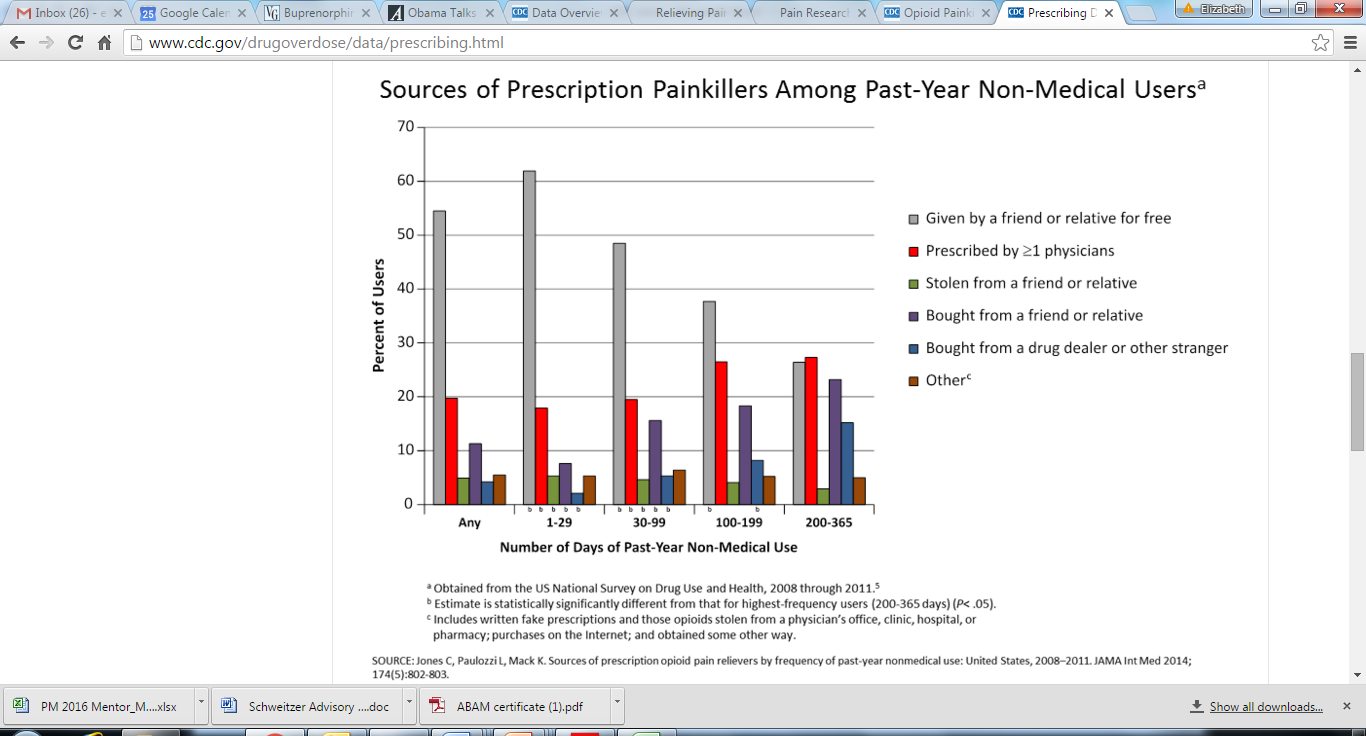 Inbox (26) - e
Google Caler
Buprenorphi
Obama Talks
CDC Data Overvie
Relieving Pai
Pain Researc
CDC Opioid Paink
CDC Prescribing D
Elizabeth
www.cdc.gov/drugoverdose/data/prescribing.html
Sources of Prescription Painkillers Among Past-Year Non-Medical Usersᵃ
70
60
50
40
30
20
10
0
Percent of Users
b b b b b
b b b b b
b b
Any
1-29
30-99
100-199
200-365
Number of Days of Past-Year Non-Medical Use
Given by a friend or relative for free
Prescribed by ≥1 physicians
Stolen from a friend or relative
Bought from a friend or relative
Bought from a drug dealer or other stranger
Otherᶜ
ᵃ Obtained from the US National Survey on Drug Use and Health, 2008 through 2011.⁵
ᵇ Estimate is statistically significantly different from that for highest-frequency users (200-365 days) (P< .05).
ᶜ Includes written fake prescriptions and those opioids stolen from a physician's office, clinic, hospital, or
pharmacy; purchases on the Internet; and obtained some other way.
SOURCE: Jones C, Paulozzi L, Mack K. Sources of prescription opioid pain relievers by frequency of past-year nonmedical use: United States, 2008–2011. JAMA Int Med 2014;
174(5):802-803.
PM 2016 Mentor_M....xlsx
Schweitzer Advisory ....doc
ABAM certificate (1).pdf
Show all downloads...